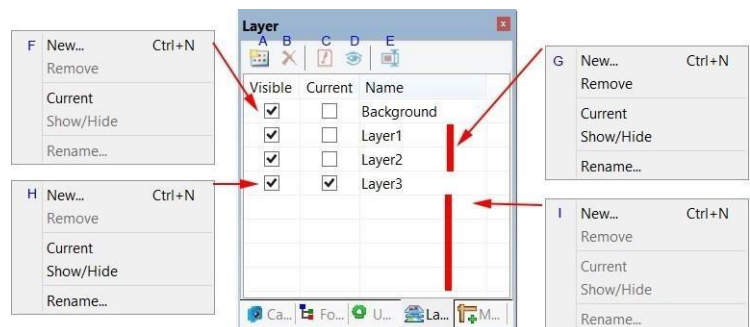 Layer
A B C D E
Visible Current Name
Background
Layer1
Layer2
Layer3
Ca... Fo... U... La... M...
F New... Ctrl+N
Remove
Current
Show/Hide
Rename...
G New... Ctrl+N
Remove
Current
Show/Hide
Rename...
H New... Ctrl+N
Remove
Current
Show/Hide
Rename...
I New... Ctrl+N
Remove
Current
Show/Hide
Rename...